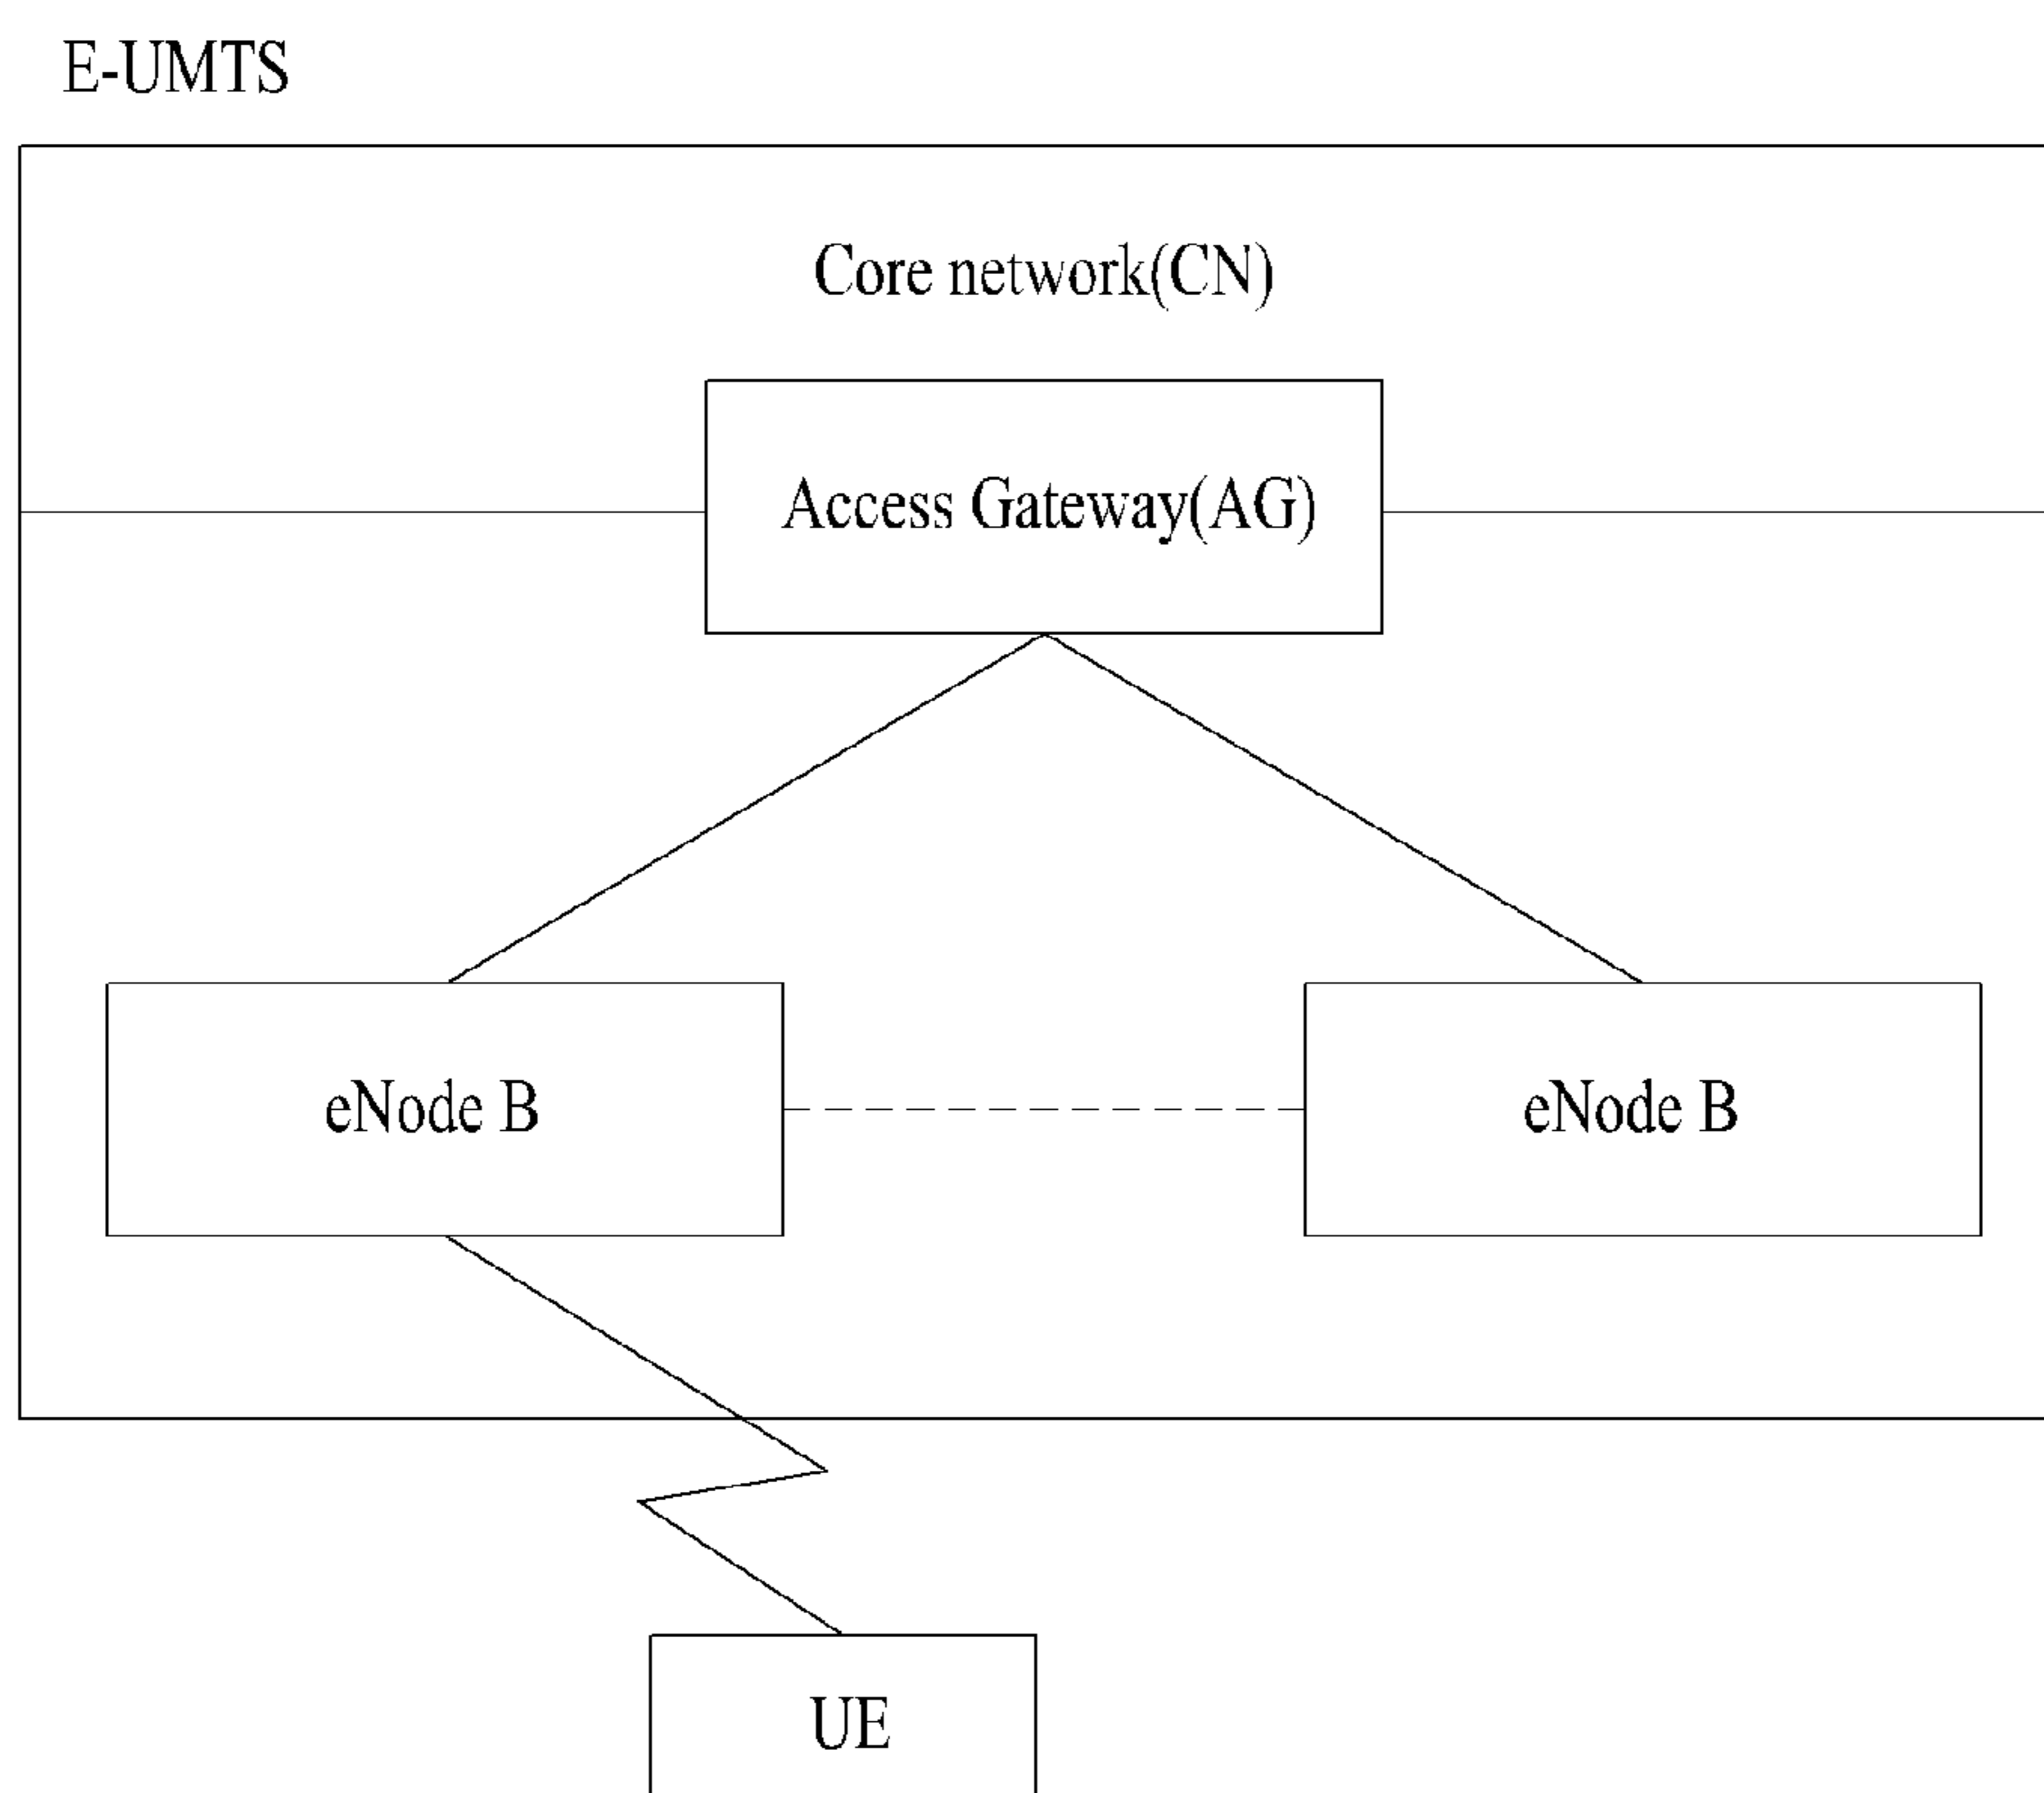 E-UMTS
Core network(CN)
Access Gateway(AG)
eNode B
eNode B
UE